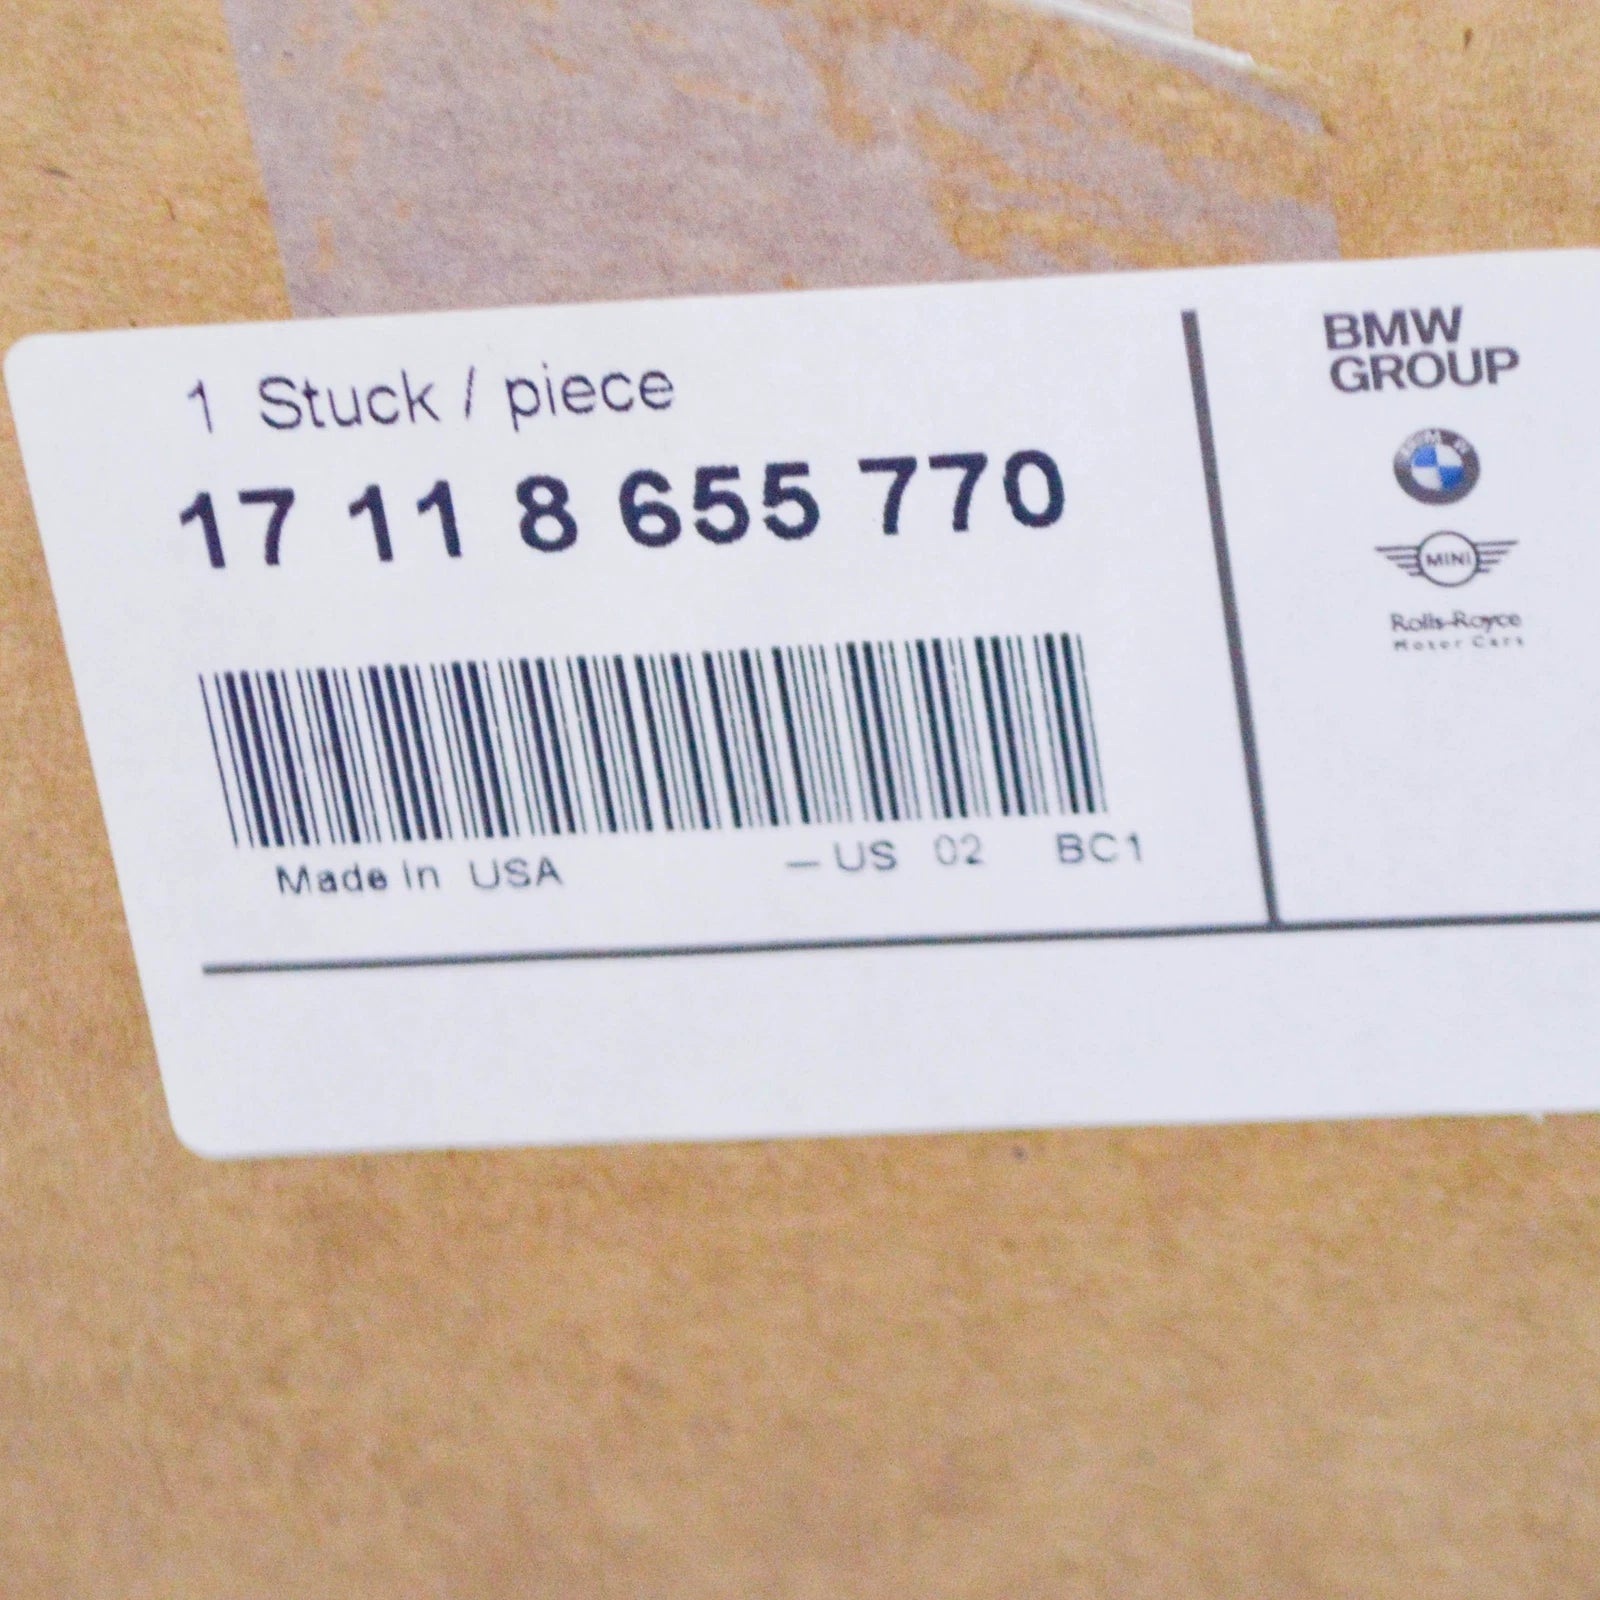 1 Stuck / piece
17 11 8 655 770
Made in USA
– US 02 BC1
BMW
GROUP
MINI
Rolls-Royce
Motor Cars